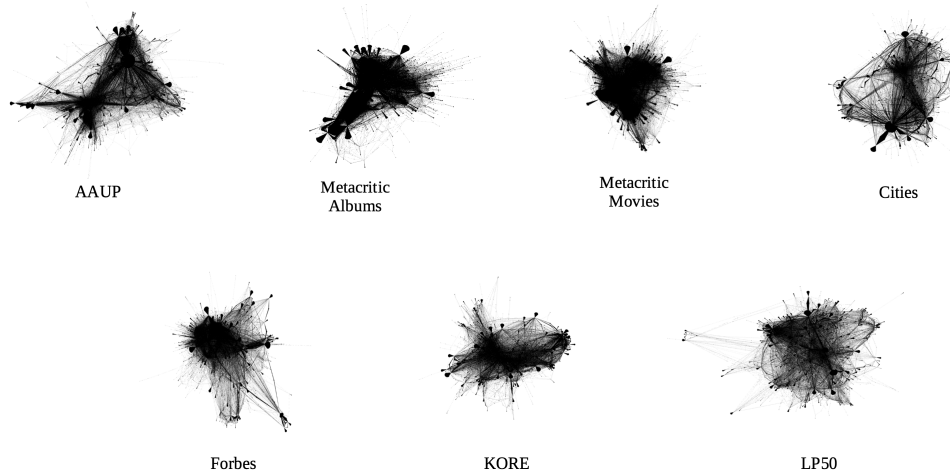 AAUP
Metacritic
Albums
Metacritic
Movies
Cities
Forbes
KORE
LP50